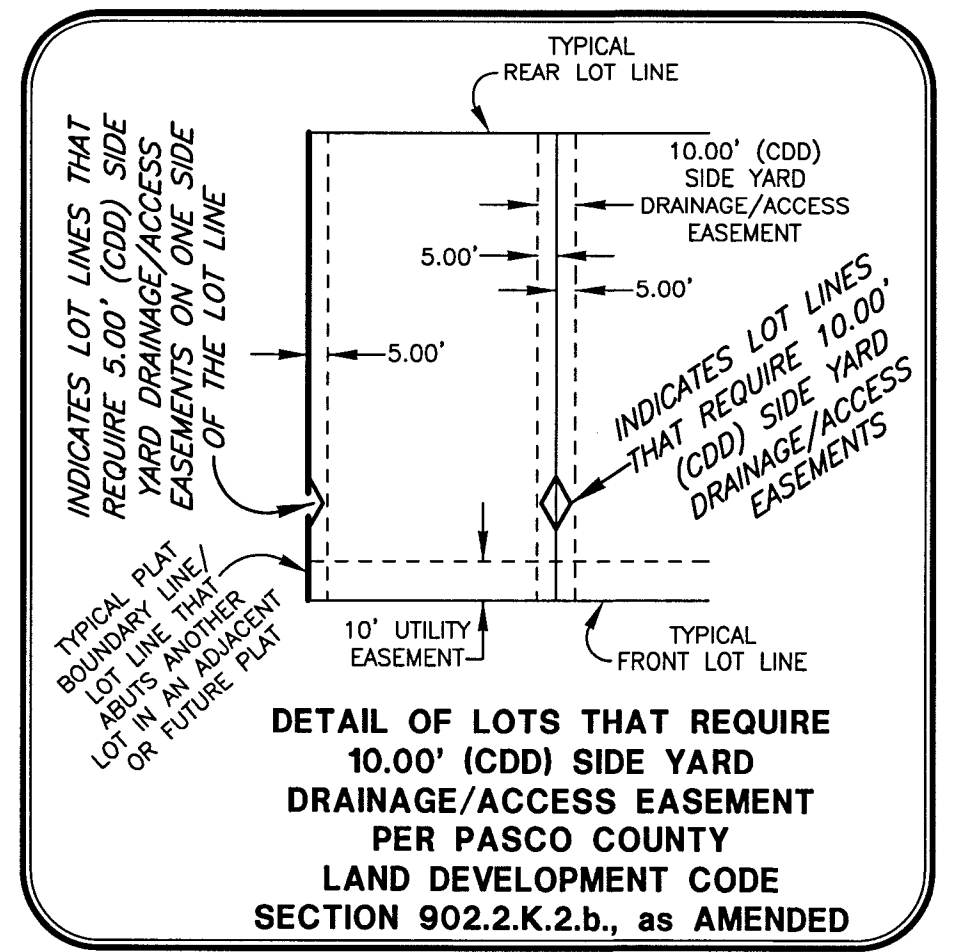 TYPICAL
REAR LOT LINE
INDICATES LOT LINES THAT
REQUIRE 5.00' (CDD) SIDE
YARD DRAINAGE/ACCESS
EASEMENTS ON ONE SIDE
OF THE LOT LINE
10.00' (CDD)
SIDE YARD
DRAINAGE/ACCESS
EASEMENT
5.00'
5.00'
5.00'
INDICATES LOT LINES
THAT REQUIRE 10.00'
(CDD) SIDE YARD
DRAINAGE/ACCESS
EASEMENTS
TYPICAL PLAT
BOUNDARY LINE/
LOT LINE THAT
ABUTS ANOTHER
LOT IN AN ADJACENT
OR FUTURE PLAT
10' UTILITY
EASEMENT
TYPICAL
FRONT LOT LINE
DETAIL OF LOTS THAT REQUIRE
10.00' (CDD) SIDE YARD
DRAINAGE/ACCESS EASEMENT
PER PASCO COUNTY
LAND DEVELOPMENT CODE
SECTION 902.2.K.2.b., as AMENDED